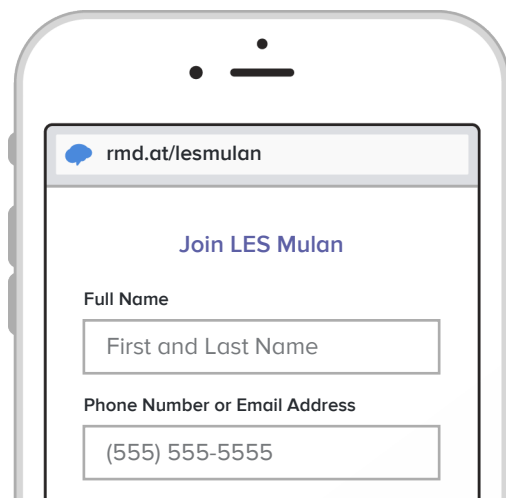 rmd.at/lesmulan
Join LES Mulan
Full Name
First and Last Name
Phone Number or Email Address
(555) 555-5555